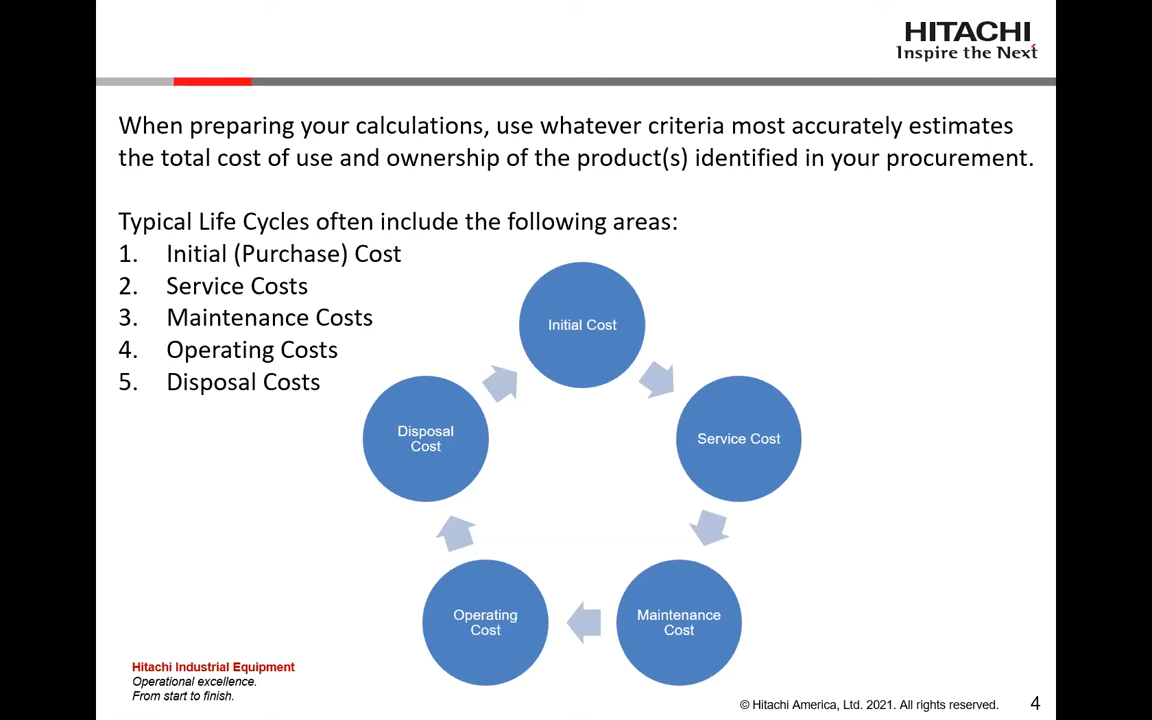 HITACHI
Inspire the Next
When preparing your calculations, use whatever criteria most accurately estimates
the total cost of use and ownership of the product(s) identified in your procurement.
Typical Life Cycles often include the following areas:
1. Initial (Purchase) Cost
2. Service Costs
3. Maintenance Costs
4. Operating Costs
5. Disposal Costs
Initial Cost
Service Cost
Maintenance
Cost
Operating
Cost
Disposal
Cost
Hitachi Industrial Equipment
Operational excellence.
From start to finish.
© Hitachi America, Ltd. 2021. All rights reserved.
4